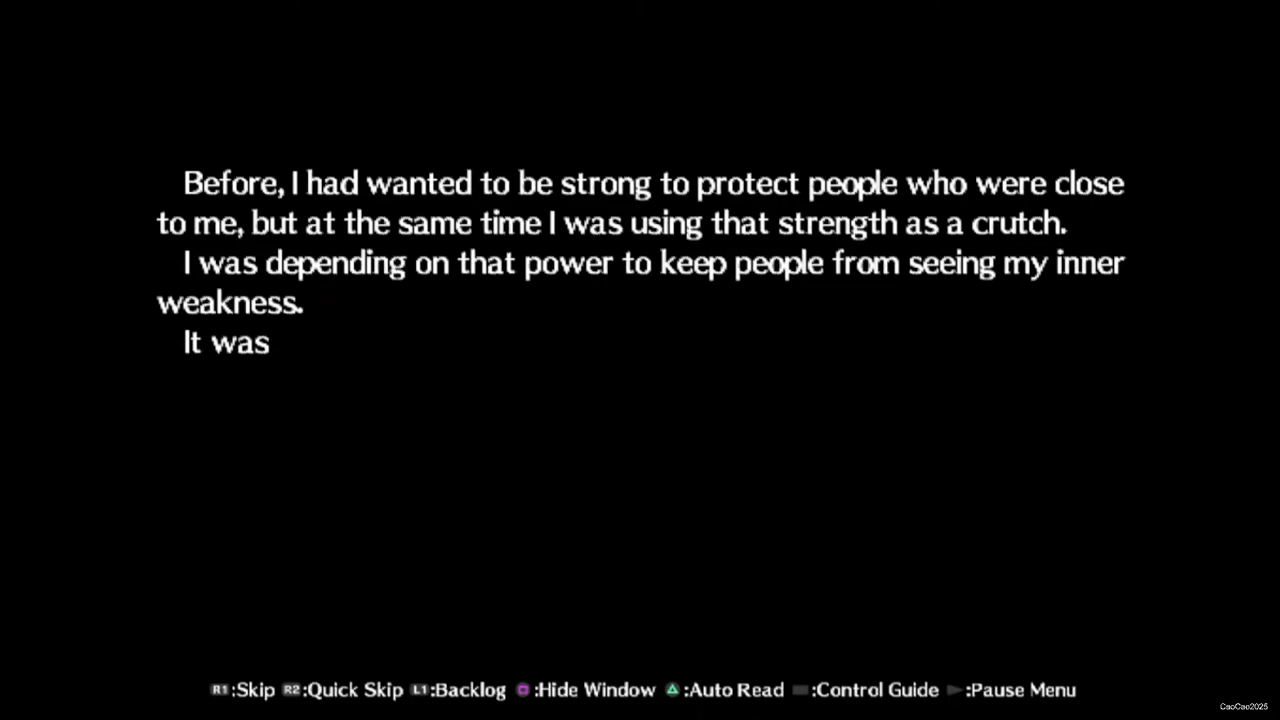 Before, I had wanted to be strong to protect people who were close
to me, but at the same time I was using that strength as a crutch.
I was depending on that power to keep people from seeing my inner
weakness.
It was
R1:Skip R2:Quick Skip L1:Backlog :Hide Window :Auto Read :Control Guide :Pause Menu
CaoCao2025